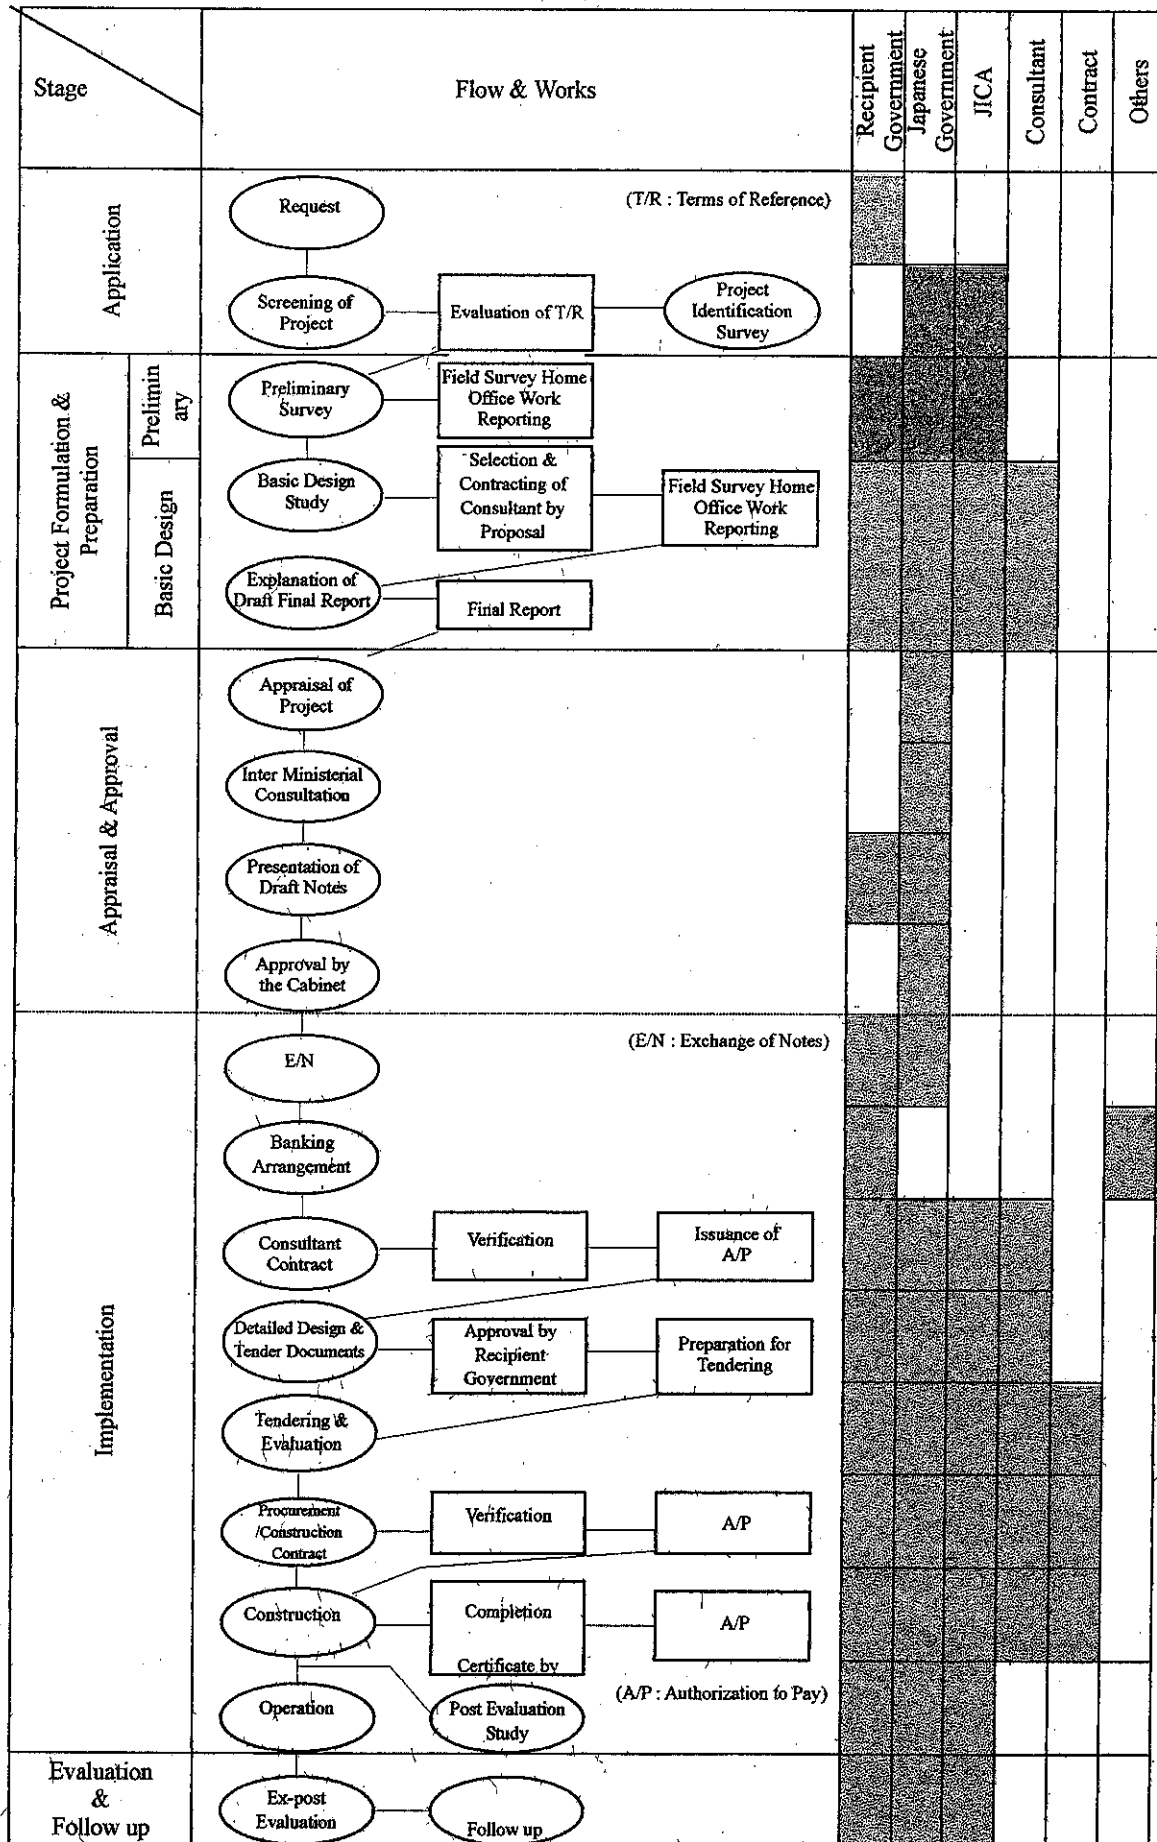 Stage
Flow & Works
Recipient
Government
Japanese
Government
JICA
Consultant
Contract
Others
Application
Request
(T/R : Terms of Reference)
Screening of
Project
Evaluation of T/R
Project
Identification
Survey
Project Formulation &
Preparation
Prelimin
ary
Preliminary
Survey
Field Survey Home
Office Work
Reporting
Basic Design
Basic Design
Study
Selection &
Contracting of
Consultant by
Proposal
Field Survey Home
Office Work
Reporting
Explanation of
Draft Final Report
Final Report
Appraisal & Approval
Appraisal of
Project
Inter Ministerial
Consultation
Presentation of
Draft Notes
Approval by
the Cabinet
Implementation
E/N
(E/N : Exchange of Notes)
Banking
Arrangement
Consultant
Contract
Verification
Issuance of
A/P
Detailed Design &
Tender Documents
Approval by
Recipient
Government
Preparation for
Tendering
Tendering &
Evaluation
Procurement
/Construction
Contract
Verification
A/P
Construction
Completion
Certificate by
A/P
Operation
Post Evaluation
Study
(A/P : Authorization to Pay)
Evaluation
&
Follow up
Ex-post
Evaluation
Follow up